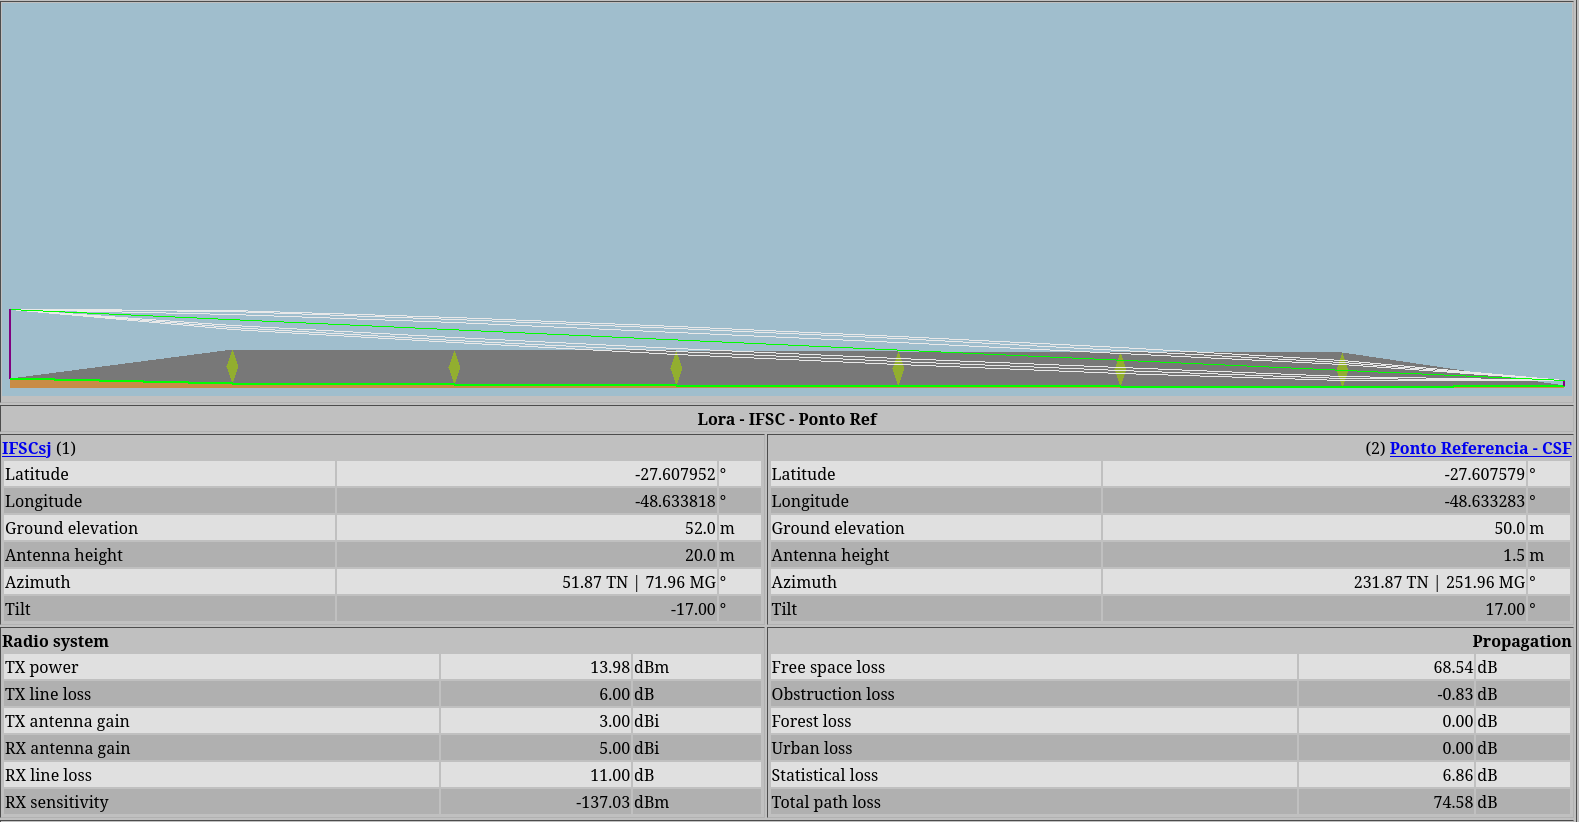 Lora - IFSC - Ponto Ref
IFSCsj (1)
(2) Ponto Referencia - CSF
Latitude -27.607952 °
Latitude -27.607579 °
Longitude -48.633818 °
Longitude -48.633283 °
Ground elevation 52.0 m
Ground elevation 50.0 m
Antenna height 20.0 m
Antenna height 1.5 m
Azimuth 51.87 TN | 71.96 MG °
Azimuth 231.87 TN | 251.96 MG °
Tilt -17.00 °
Tilt 17.00 °
Radio system
Propagation
TX power 13.98 dBm
Free space loss 68.54 dB
TX line loss 6.00 dB
Obstruction loss -0.83 dB
TX antenna gain 3.00 dBi
Forest loss 0.00 dB
RX antenna gain 5.00 dBi
Urban loss 0.00 dB
RX line loss 11.00 dB
Statistical loss 6.86 dB
RX sensitivity -137.03 dBm
Total path loss 74.58 dB